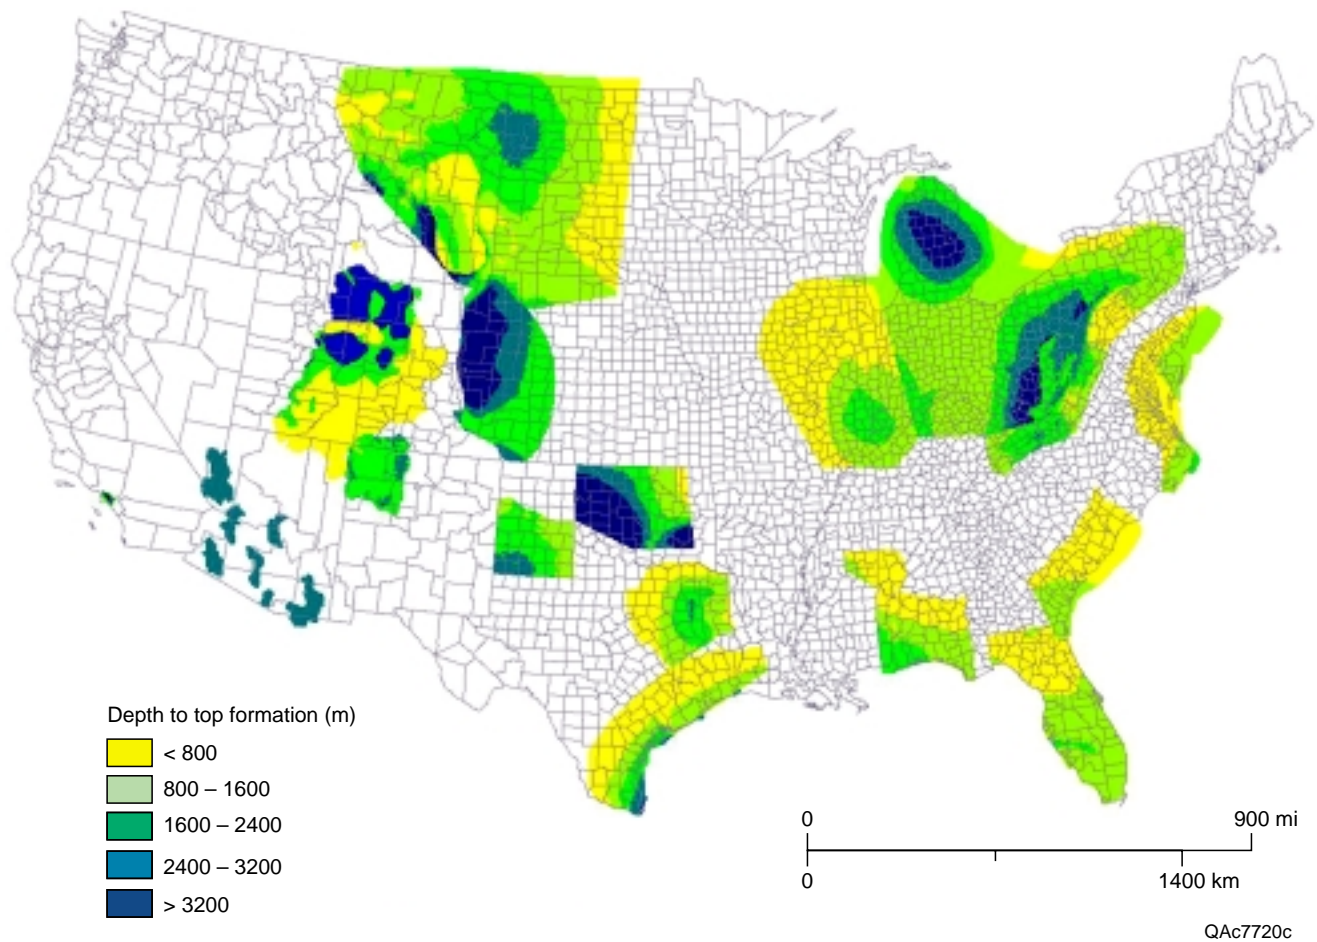 Depth to top formation (m)
< 800
800 – 1600
1600 – 2400
2400 – 3200
> 3200
0 900 mi
0 1400 km
QAc7720c